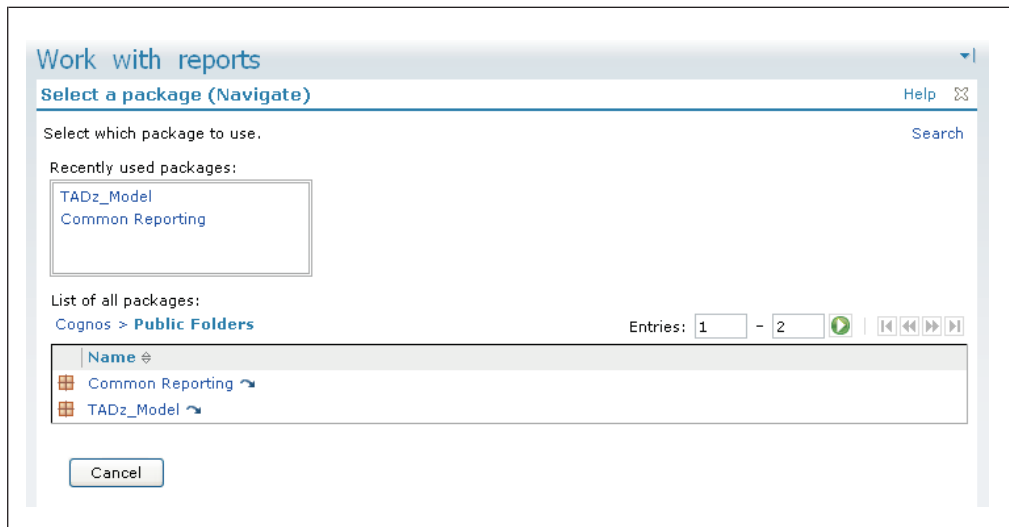 Work with reports
Select a package (Navigate)
Help
Select which package to use.
Search
Recently used packages:
TADz_Model
Common Reporting
List of all packages:
Cognos > Public Folders
Entries: 1 - 2
Name
Common Reporting
TADz_Model
Cancel